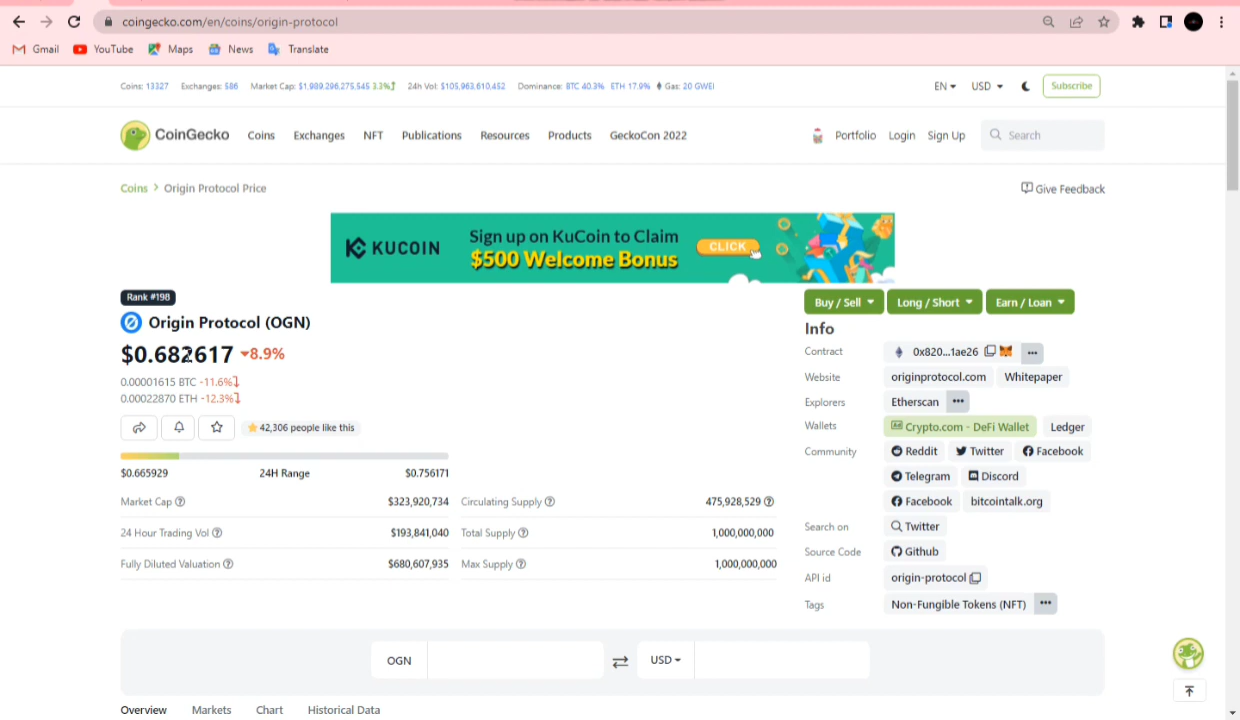 coingecko.com/en/coins/origin-protocol
Gmail YouTube Maps News Translate
Coins: 13327 Exchanges: 586 Market Cap: $1,989,296,275,545 3.3% 24h Vol: $105,963,610,452 Dominance: BTC 40.3% ETH 17.9% Gas: 20 GWEI
EN USD Subscribe
CoinGecko Coins Exchanges NFT Publications Resources Products GeckoCon 2022 Portfolio Login Sign Up Search
Coins > Origin Protocol Price
Give Feedback
KUCOIN
Sign up on KuCoin to Claim
$500 Welcome Bonus
CLICK
Rank #198
Origin Protocol (OGN)
$0.682617 8.9%
0.00001615 BTC -11.6%
0.00022870 ETH -12.3%
42,306 people like this
$0.665929 24H Range $0.756171
Market Cap $323,920,734
24 Hour Trading Vol $193,841,040
Fully Diluted Valuation $680,607,935
Circulating Supply 475,928,529
Total Supply 1,000,000,000
Max Supply 1,000,000,000
Buy / Sell Long / Short Earn / Loan
Info
Contract 0x820...1ae26
Website originprotocol.com Whitepaper
Explorers Etherscan
Wallets Crypto.com - DeFi Wallet Ledger
Ad
Community Reddit Twitter Facebook
Telegram Discord
Facebook bitcointalk.org
Search on Twitter
Source Code Github
API id origin-protocol
Tags Non-Fungible Tokens (NFT)
OGN USD
Overview Markets Chart Historical Data